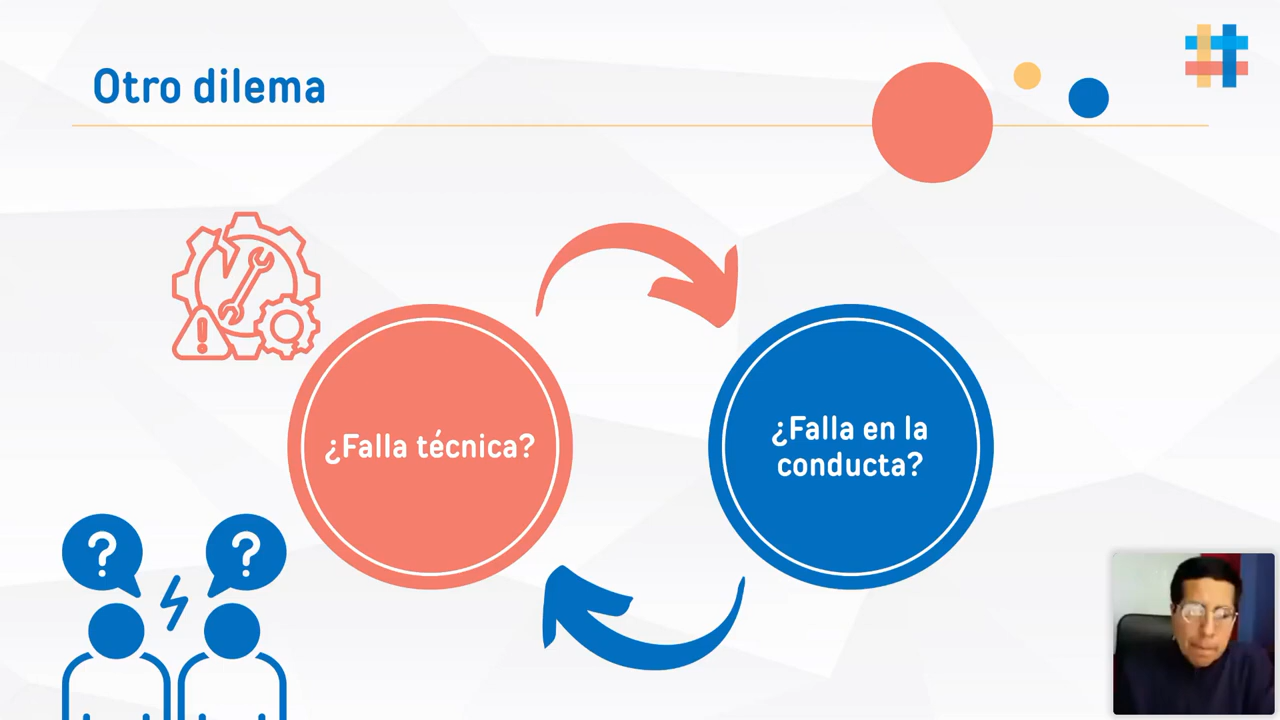 Otro dilema
¿Falla técnica?
¿Falla en la
conducta?
?
?